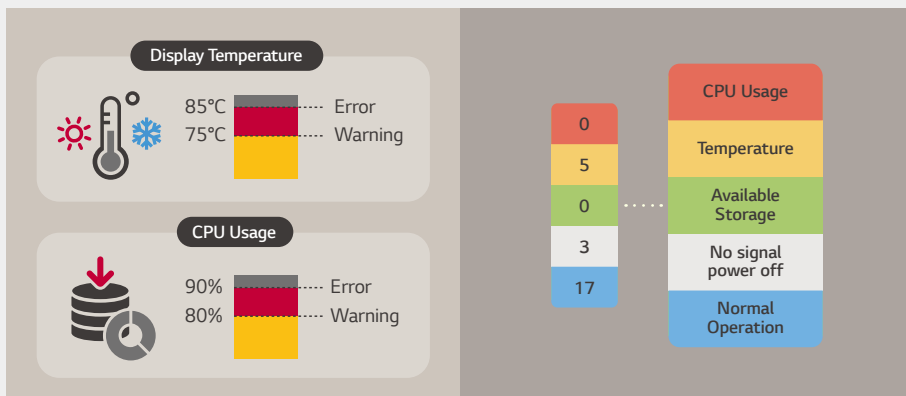 Display Temperature
85°C
Error
75°C
Warning
CPU Usage
90%
Error
80%
Warning
0
5
0
3
17
CPU Usage
Temperature
Available
Storage
No signal
power off
Normal
Operation